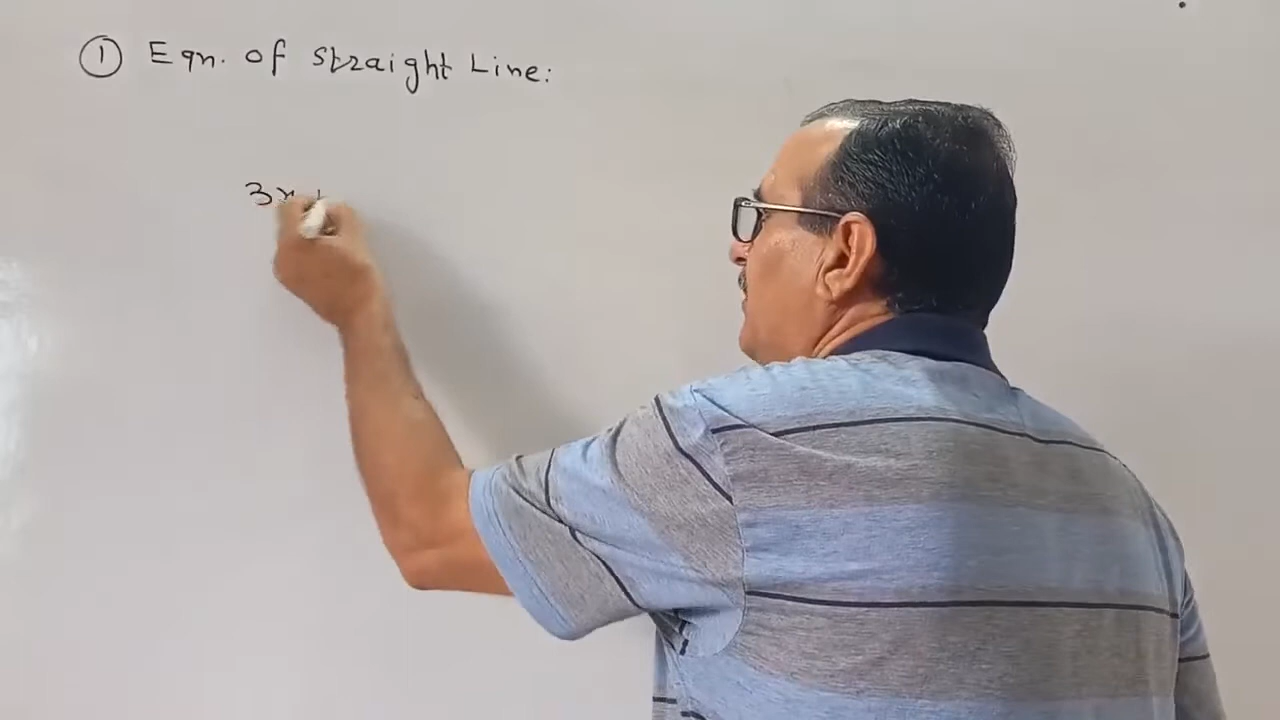 ① Eqn. of Straight Line:
3x +